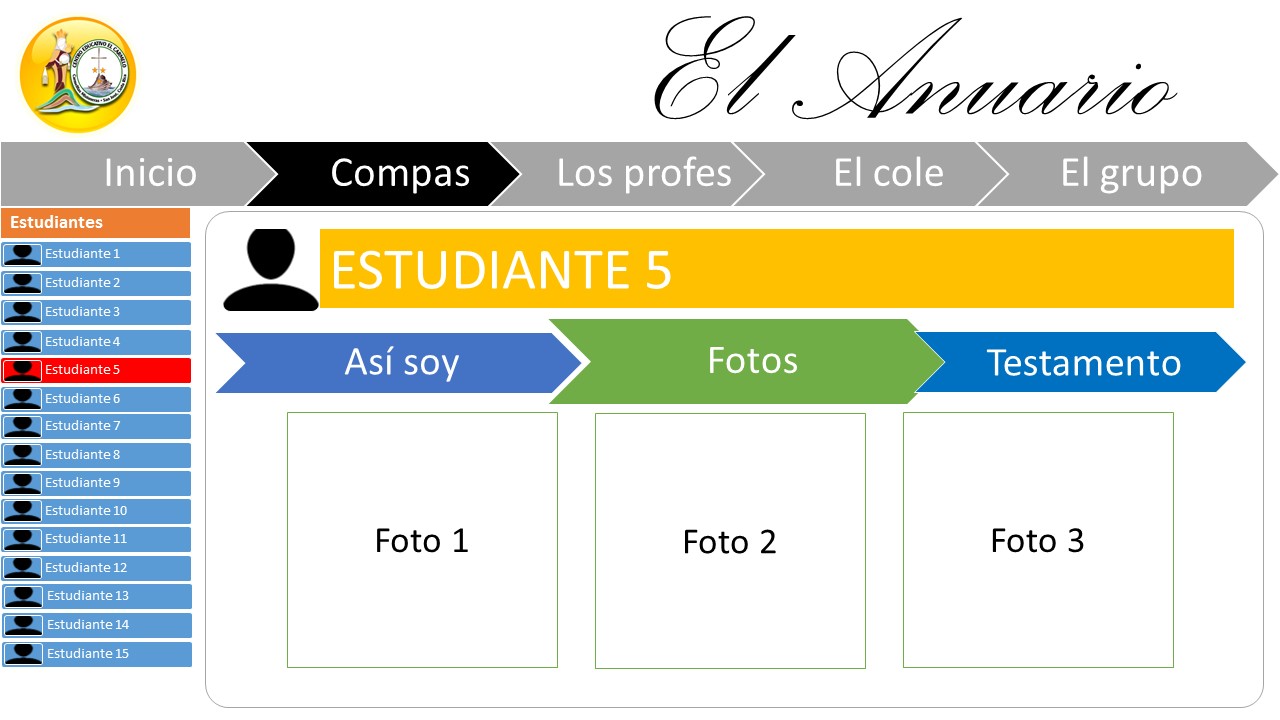 CENTRO EDUCATIVO EL CARMELO
El Anuario
Inicio
Compas
Los profes
El cole
El grupo
Estudiantes
Estudiante 1
Estudiante 2
Estudiante 3
Estudiante 4
Estudiante 5
Estudiante 6
Estudiante 7
Estudiante 8
Estudiante 9
Estudiante 10
Estudiante 11
Estudiante 12
Estudiante 13
Estudiante 14
Estudiante 15
ESTUDIANTE 5
Así soy
Fotos
Testamento
Foto 1
Foto 2
Foto 3